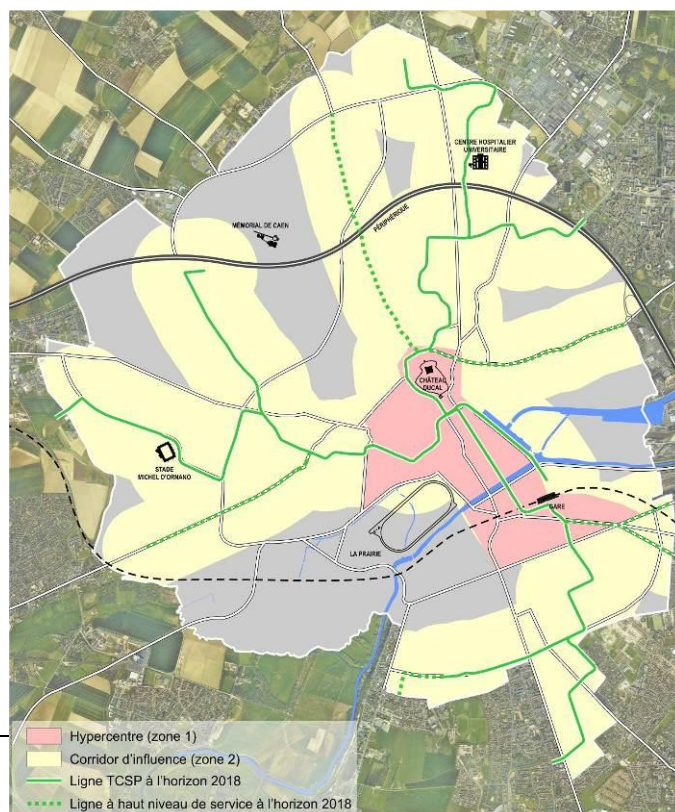 CENTRE HOSPITALIER
UNIVERSITAIRE
MÉMORIAL DE CAEN
PÉRIPHÉRIQUE
CHÂTEAU
DUCAL
STADE
MICHEL D'ORNANO
GARE
LA PRAIRIE
Hypercentre (zone 1)
Corridor d'influence (zone 2)
Ligne TCSP à l'horizon 2018
Ligne à haut niveau de service à l'horizon 2018